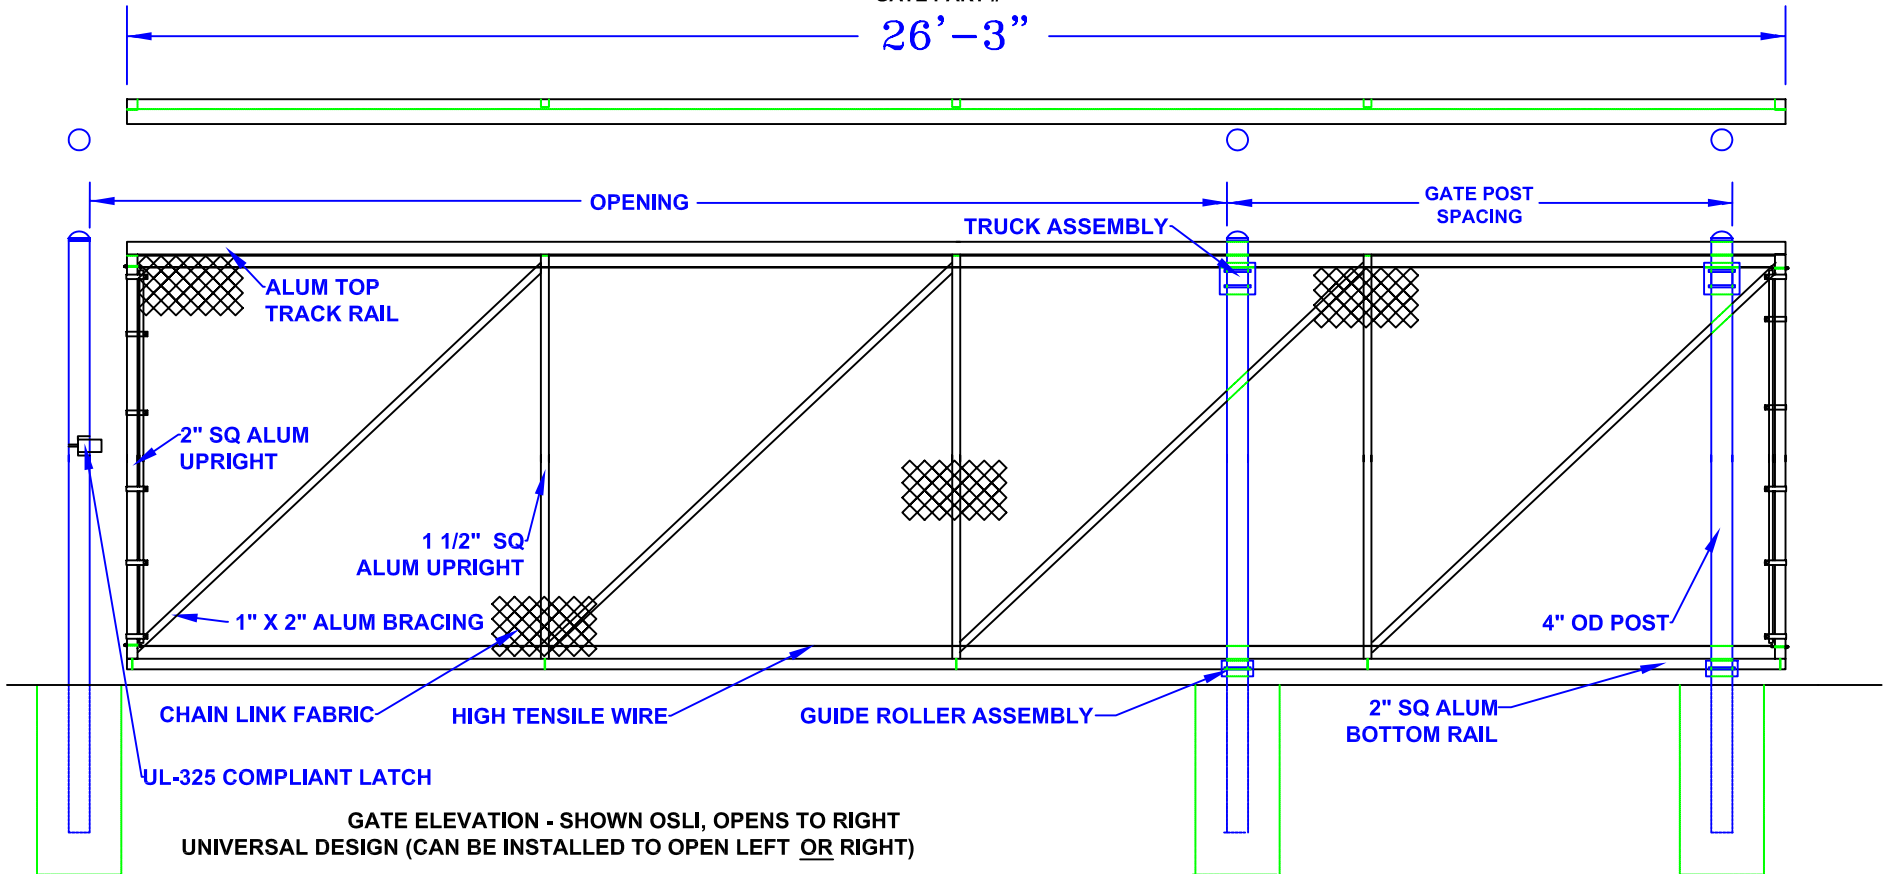 26'-3"
OPENING
GATE POST
SPACING
TRUCK ASSEMBLY
ALUM TOP
TRACK RAIL
2" SQ ALUM
UPRIGHT
1 1/2" SQ
ALUM UPRIGHT
1" X 2" ALUM BRACING
4" OD POST
CHAIN LINK FABRIC
HIGH TENSILE WIRE
GUIDE ROLLER ASSEMBLY
2" SQ ALUM
BOTTOM RAIL
UL-325 COMPLIANT LATCH
GATE ELEVATION - SHOWN OSLI, OPENS TO RIGHT
UNIVERSAL DESIGN (CAN BE INSTALLED TO OPEN LEFT OR RIGHT)